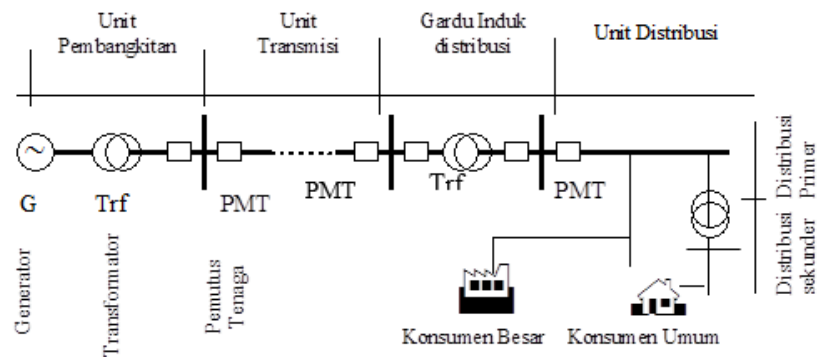 Unit
Pembangkitan
Unit
Transmisi
Gardu Induk
distribusi
Unit Distribusi
~
G
Trf
PMT
PMT
Trf
PMT
Generator
Transformator
Pemutus
Tenaga
Distribusi
Primer
Distribusi
sekunder
Konsumen Besar
Konsumen Umum